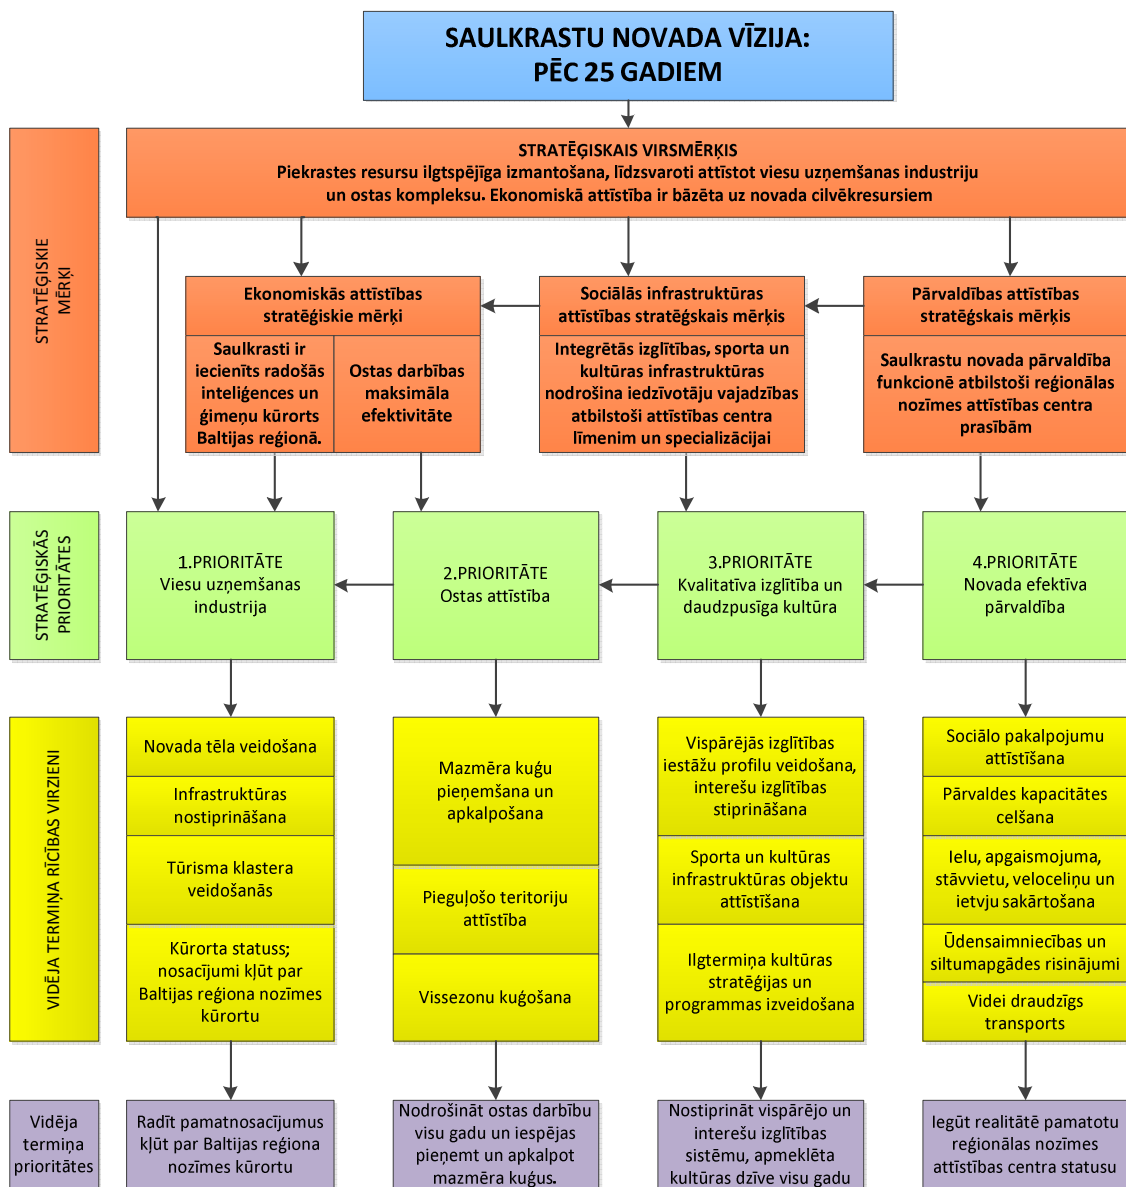 SAULKRASTU NOVADA VĪZIJA:
PĒC 25 GADIEM
STRATĒĢISKIE
MĒRĶI
STRATĒĢISKAIS VIRSMĒRĶIS
Piekrastes resursu ilgtspējīga izmantošana, līdzsvaroti attīstot viesu uzņemšanas industriju
un ostas kompleksu. Ekonomiskā attīstība ir bāzēta uz novada cilvēkresursiem
Ekonomiskās attīstības
stratēģiskie mērķi
Saulkrasti ir
iecienīts radošās
inteliģences un
ģimeņu kūrorts
Baltijas reģionā.
Ostas darbības
maksimāla
efektivitāte
Sociālās infrastruktūras
attīstības stratēģskais mērķis
Integrētās izglītības, sporta un
kultūras infrastruktūras
nodrošina iedzīvotāju vajadzības
atbilstoši attīstības centra
līmenim un specializācijai
Pārvaldības attīstības
stratēģskais mērķis
Saulkrastu novada pārvaldība
funkcionē atbilstoši reģionālas
nozīmes attīstības centra
prasībām
STRATĒĢISKĀS
PRIORITĀTES
1.PRIORITĀTE
Viesu uzņemšanas
industrija
2.PRIORITĀTE
Ostas attīstība
3.PRIORITĀTE
Kvalitatīva izglītība un
daudzpusīga kultūra
4.PRIORITĀTE
Novada efektīva
pārvaldība
VIDĒJA TERMIŅA RĪCĪBAS VIRZIENI
Novada tēla veidošana
Infrastruktūras
nostiprināšana
Tūrisma klastera
veidošanās
Kūrorta statuss;
nosacījumi kļūt par
Baltijas reģiona nozīmes
kūrortu
Mazmēra kuģu
pieņemšana un
apkalpošana
Pieguļošo teritoriju
attīstība
Vissezonu kuģošana
Vispārējās izglītības
iestāžu profilu veidošana,
interešu izglītības
stiprināšana
Sporta un kultūras
infrastruktūras objektu
attīstīšana
Ilgtermiņa kultūras
stratēģijas un
programmas izveidošana
Sociālo pakalpojumu
attīstīšana
Pārvaldes kapacitātes
celšana
Ielu, apgaismojuma,
stāvvietu, veloceliņu un
ietvju sakārtošana
Ūdensaimniecības un
siltumapgādes risinājumi
Videi draudzīgs
transports
Vidēja
termiņa
prioritātes
Radīt pamatnosacījumus
kļūt par Baltijas reģiona
nozīmes kūrortu
Nodrošināt ostas darbību
visu gadu un iespējas
pieņemt un apkalpot
mazmēra kuģus.
Nostiprināt vispārējo un
interešu izglītības
sistēmu, apmeklēta
kultūras dzīve visu gadu
Iegūt realitātē pamatotu
reģionālas nozīmes
attīstības centra statusu